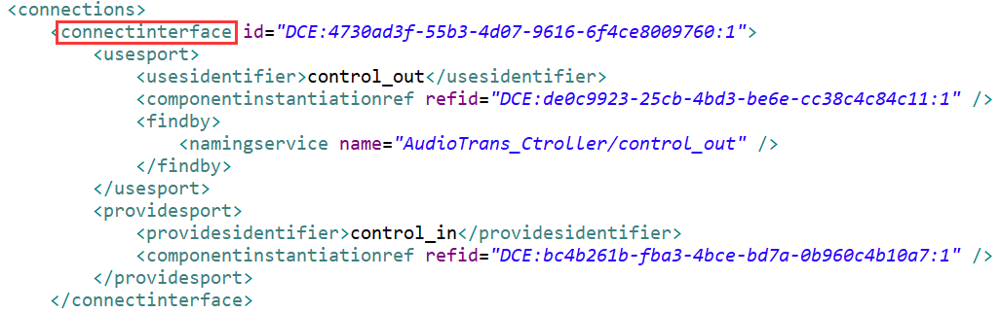 <connections>
<connectinterface id="DCE:4730ad3f-55b3-4d07-9616-6f4ce8009760:1">
<usesport>
<usesidentifier>control_out</usesidentifier>
<componentinstantiationref refid="DCE:de0c9923-25cb-4bd3-be6e-cc38c4c84c11:1" />
<findby>
<namingservice name="AudioTrans_Ctroller/control_out" />
</findby>
</usesport>
<providesport>
<providesidentifier>control_in</providesidentifier>
<componentinstantiationref refid="DCE:bc4b261b-fba3-4bce-bd7a-0b960c4b10a7:1" />
</providesport>
</connectinterface>